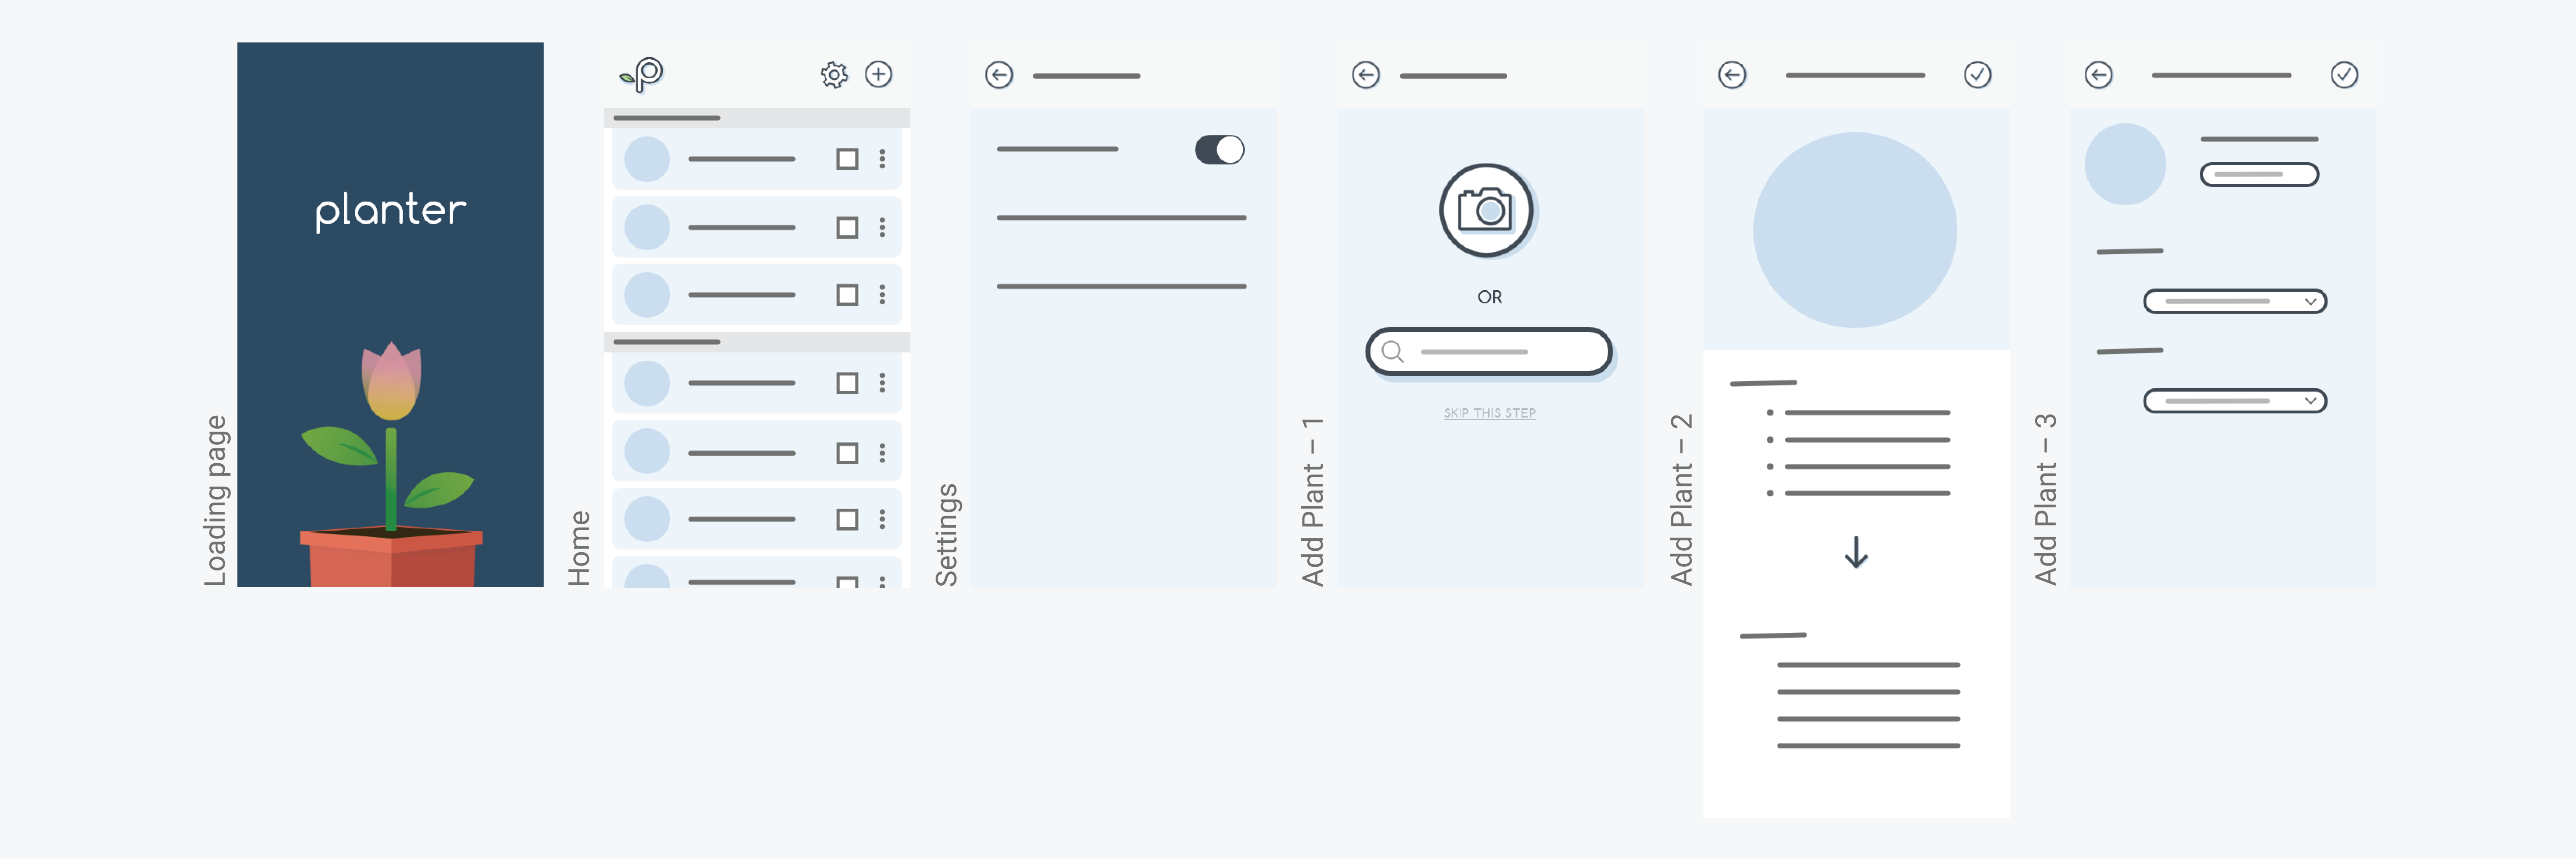 Loading page
planter
Home
Settings
Add Plant – 1
OR
SKIP THIS STEP
Add Plant – 2
Add Plant – 3